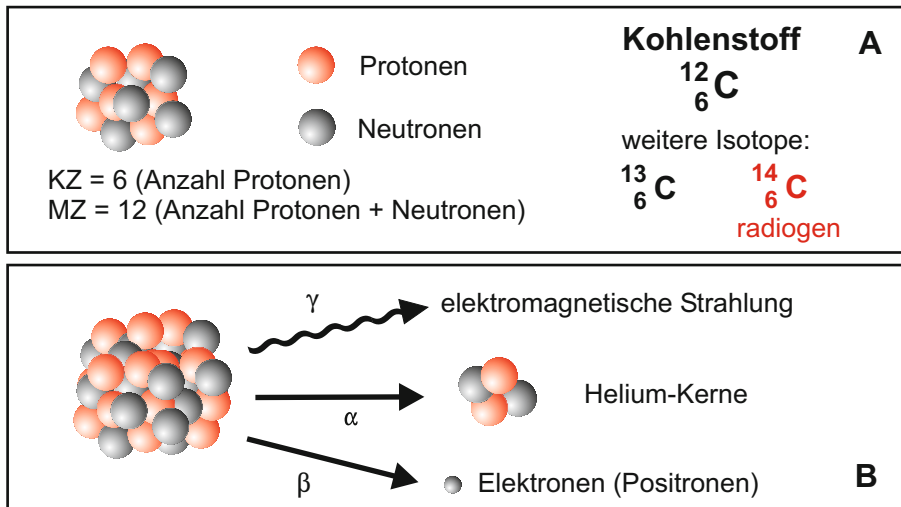 Protonen
Neutronen
KZ = 6 (Anzahl Protonen)
MZ = 12 (Anzahl Protonen + Neutronen)
Kohlenstoff
A
12
6 C
weitere Isotope:
13
6 C
14
6 C
radiogen
γ
elektromagnetische Strahlung
α
Helium-Kerne
β
Elektronen (Positronen)
B